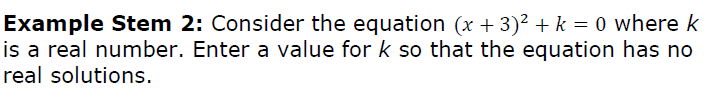 Example Stem 2: Consider the equation (x + 3)² + k = 0 where k
is a real number. Enter a value for k so that the equation has no
real solutions.